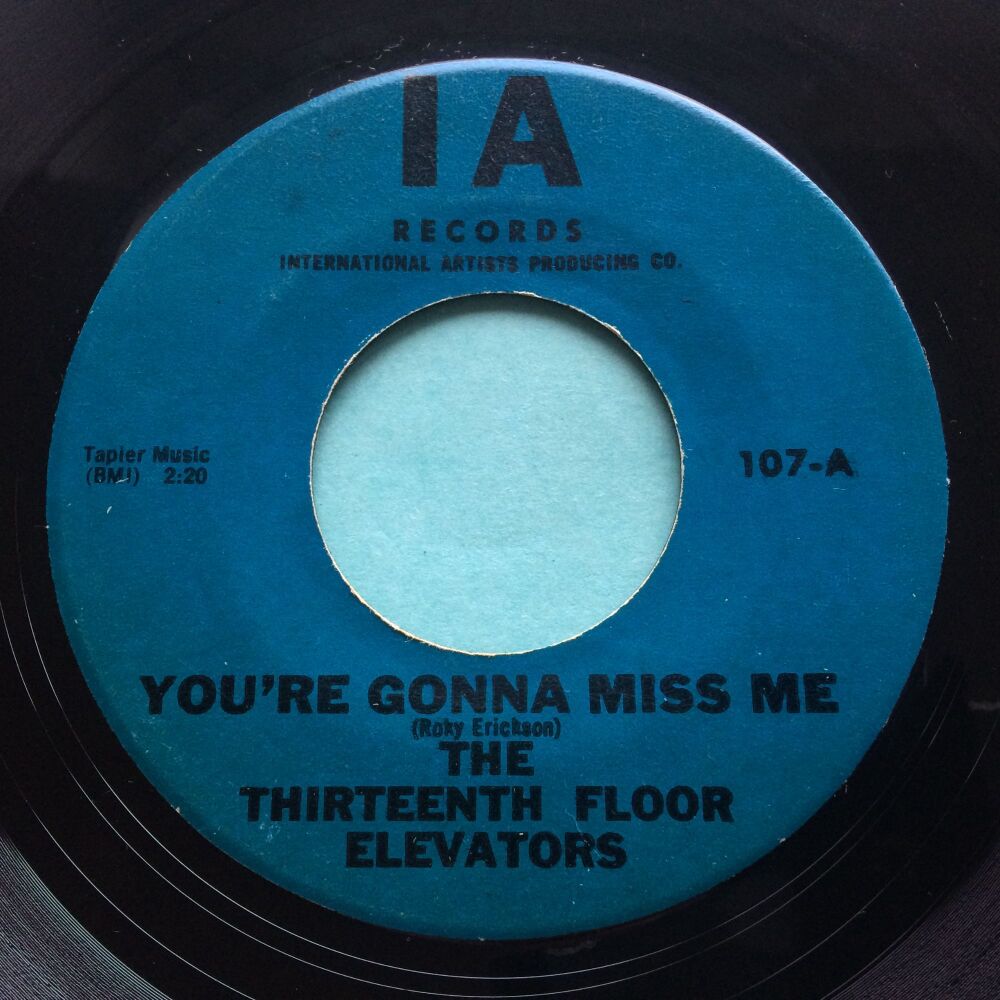 IA
RECORDS
INTERNATIONAL ARTISTS PRODUCING CO.
Tapier Music
(BMI) 2:20
107-A
YOU'RE GONNA MISS ME
(Roky Erickson)
THE
THIRTEENTH FLOOR
ELEVATORS